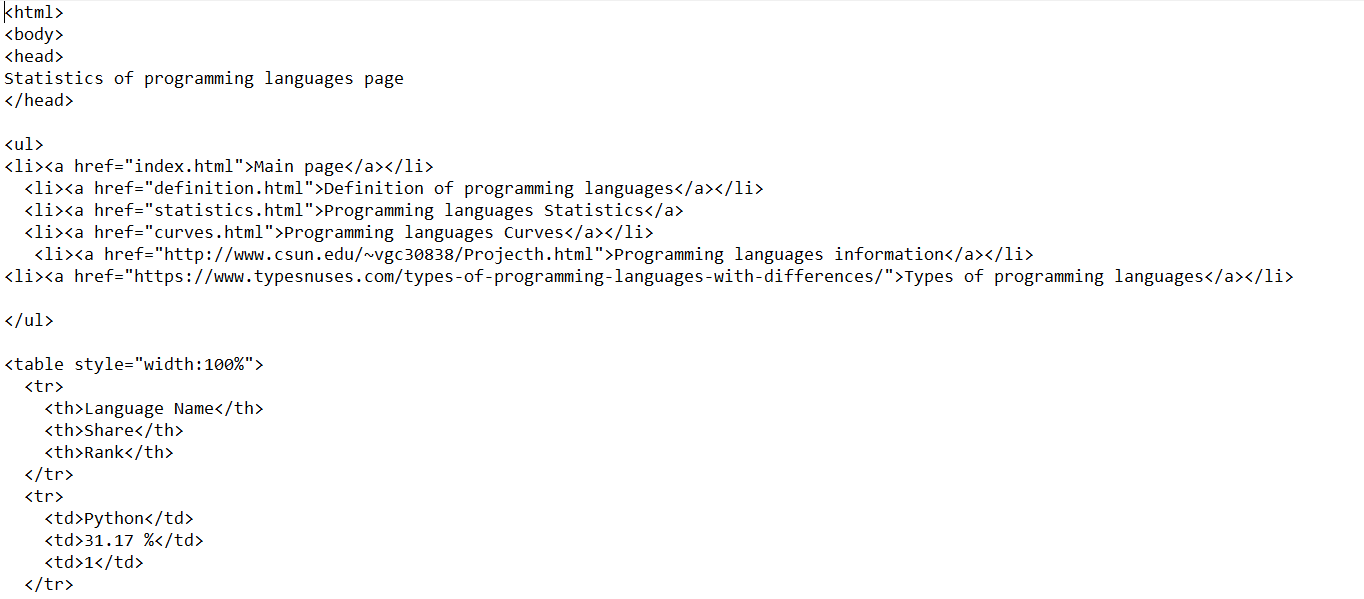 <html>
<body>
<head>
Statistics of programming languages page
</head>

<ul>
<li><a href="index.html">Main page</a></li>
  <li><a href="definition.html">Definition of programming languages</a></li>
  <li><a href="statistics.html">Programming languages Statistics</a>
  <li><a href="curves.html">Programming languages Curves</a></li>
   <li><a href="http://www.csun.edu/~vgc30838/Projecth.html">Programming languages information</a></li>
<li><a href="https://www.typesnuses.com/types-of-programming-languages-with-differences/">Types of programming languages</a></li>

</ul>

<table style="width:100%">
  <tr>
    <th>Language Name</th>
    <th>Share</th>
    <th>Rank</th>
  </tr>
  <tr>
    <td>Python</td>
    <td>31.17 %</td>
    <td>1</td>
  </tr>